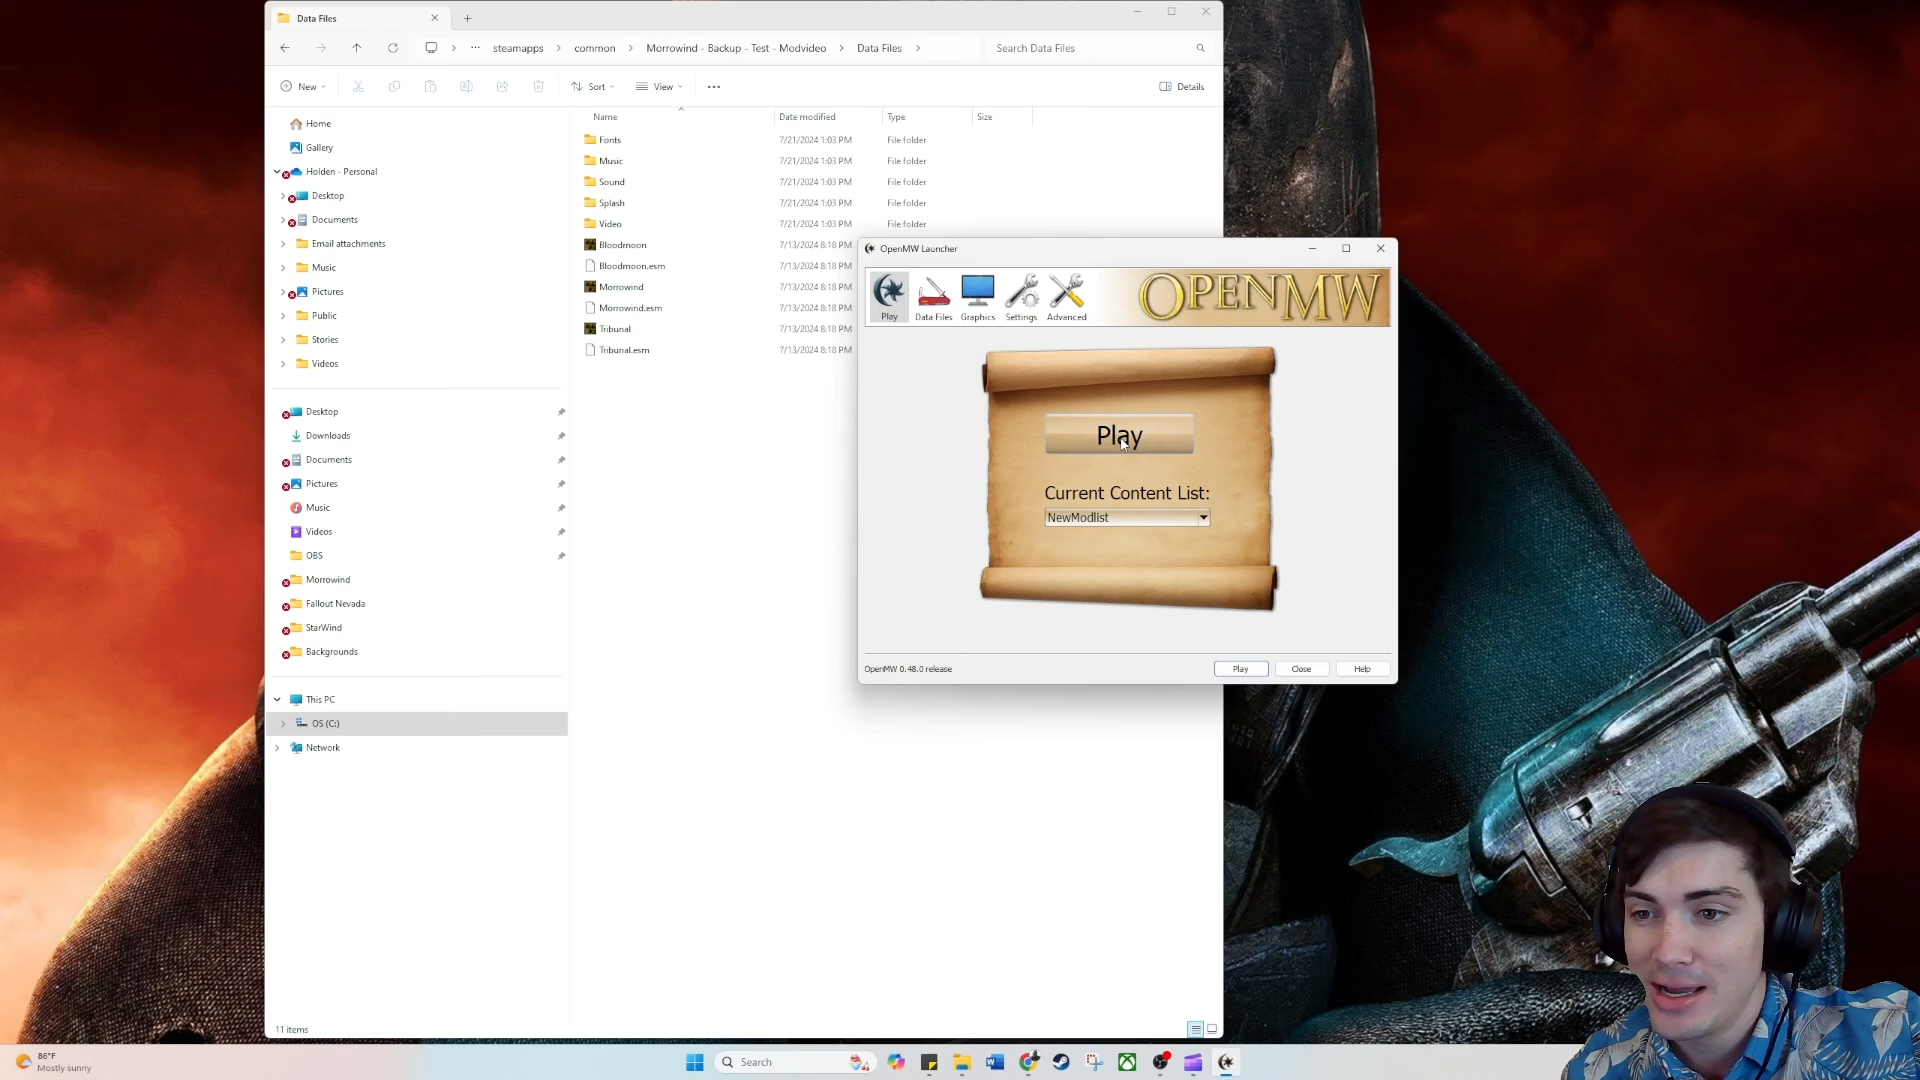 Data Files
steamapps > common > Morrowind - Backup - Test - Modvideo > Data Files >
Search Data Files
New
Sort
View
Details
Name
Date modified
Type
Size
Fonts 7/21/2024 1:03 PM File folder
Music 7/21/2024 1:03 PM File folder
Sound 7/21/2024 1:03 PM File folder
Splash 7/21/2024 1:03 PM File folder
Video 7/21/2024 1:03 PM File folder
Bloodmoon 7/13/2024 8:18 PM
Bloodmoon.esm 7/13/2024 8:18 PM
Morrowind 7/13/2024 8:18 PM
Morrowind.esm 7/13/2024 8:18 PM
Tribunal 7/13/2024 8:18 PM
Tribunal.esm 7/13/2024 8:18 PM
Home
Gallery
Holden - Personal
Desktop
Documents
Email attachments
Music
Pictures
Public
Stories
Videos
Desktop
Downloads
Documents
Pictures
Music
Videos
OBS
Morrowind
Fallout Nevada
StarWind
Backgrounds
This PC
OS (C:)
Network
11 items
OpenMW Launcher
Play
Data Files
Graphics
Settings
Advanced
OPENMW
Play
Current Content List:
NewModlist
OpenMW 0.48.0 release
Play
Close
Help
86°F
Mostly sunny
Search